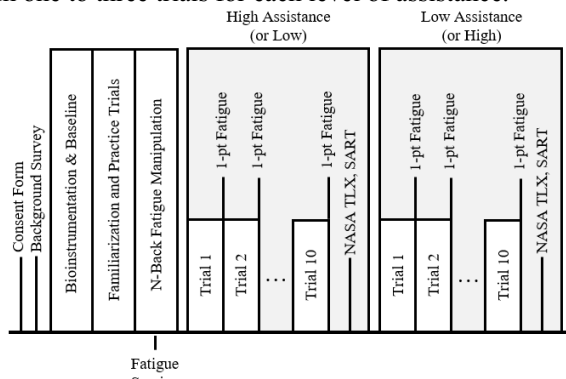 one to three trials for each level of assistance.
High Assistance
(or Low)
Low Assistance
(or High)
Consent Form
Background Survey
Bioinstrumentation & Baseline
Familiarization and Practice Trials
N-Back Fatigue Manipulation
Trial 1
1-pt Fatigue
Trial 2
1-pt Fatigue
...
Trial 10
1-pt Fatigue
NASA TLX, SART
Trial 1
1-pt Fatigue
Trial 2
1-pt Fatigue
...
Trial 10
1-pt Fatigue
NASA TLX, SART
Fatigue